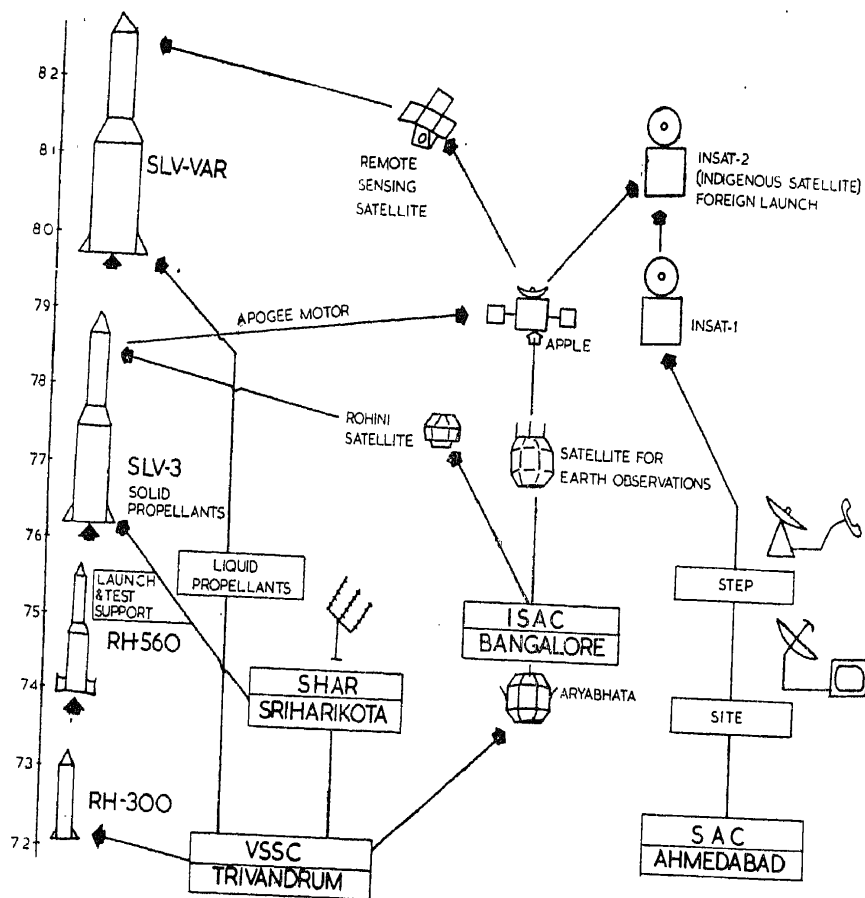 82
81
80
79
78
77
76
75
74
73
72
SLV-VAR
REMOTE
SENSING
SATELLITE
INSAT-2
(INDIGENOUS SATELLITE)
FOREIGN LAUNCH
APOGEE MOTOR
APPLE
INSAT-1
ROHINI
SATELLITE
SATELLITE FOR
EARTH OBSERVATIONS
SLV-3
SOLID
PROPELLANTS
LIQUID
PROPELLANTS
LAUNCH
& TEST
SUPPORT
RH-560
STEP
ISAC
BANGALORE
SHAR
SRIHARIKOTA
ARYABHATA
SITE
RH-300
VSSC
TRIVANDRUM
SAC
AHMEDABAD